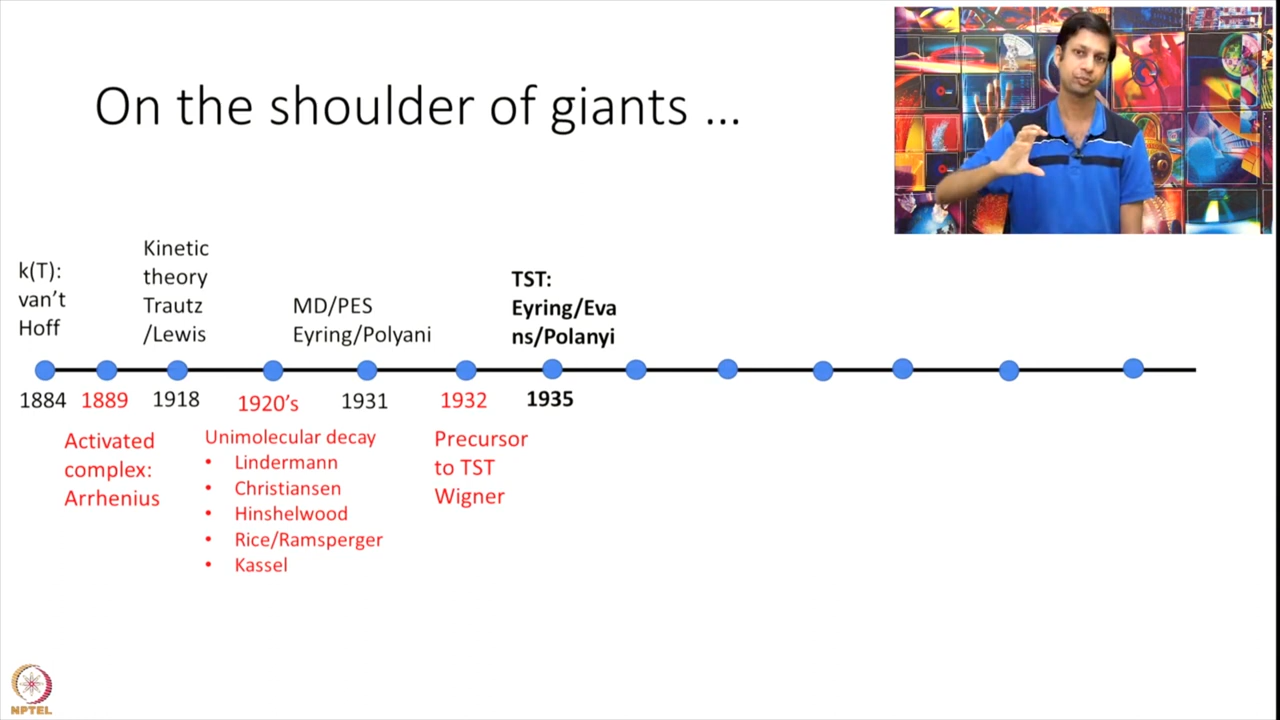 On the shoulder of giants ...
k(T):
van't
Hoff
Kinetic
theory
Trautz
/Lewis
MD/PES
Eyring/Polyani
TST:
Eyring/Eva
ns/Polanyi
1884
1889
1918
1920's
1931
1932
1935
Activated
complex:
Arrhenius
Unimolecular decay
• Lindermann
• Christiansen
• Hinshelwood
• Rice/Ramsperger
• Kassel
Precursor
to TST
Wigner
NPTEL